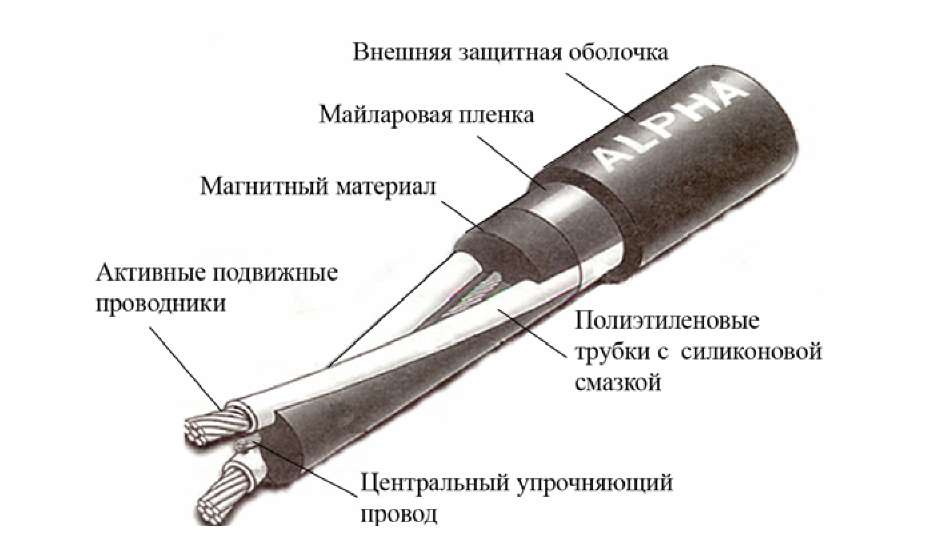 Внешняя защитная оболочка
Майларовая пленка
ALPHA
Магнитный материал
Активные подвижные
проводники
Полиэтиленовые
трубки с силиконовой
смазкой
Центральный упрочняющий
провод